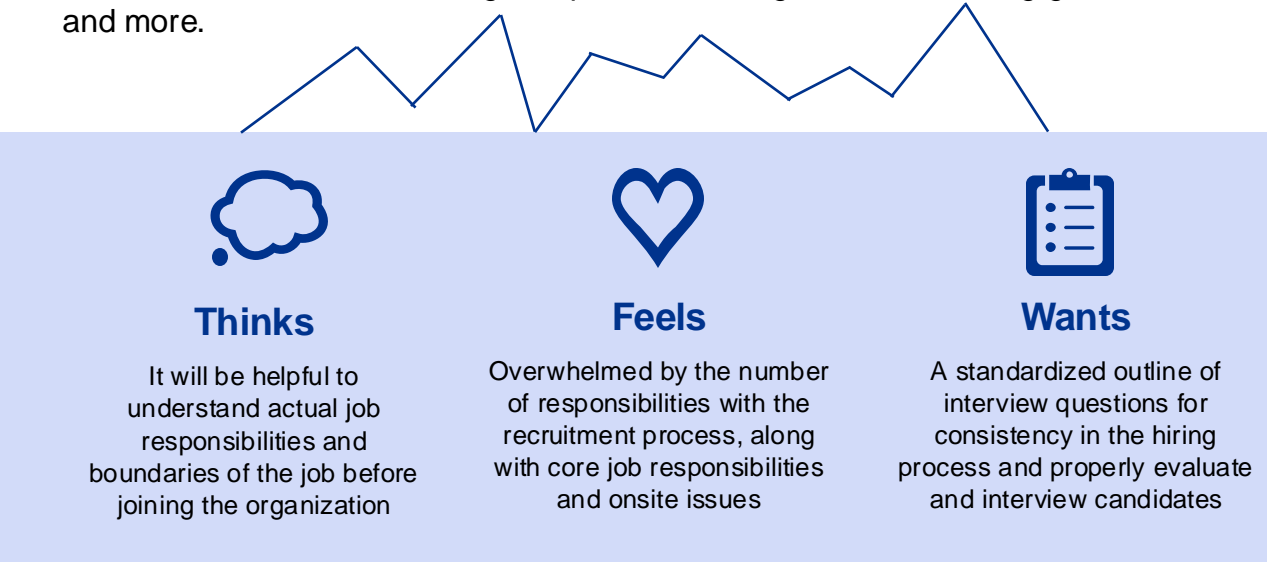 and more.
Thinks
It will be helpful to
understand actual job
responsibilities and
boundaries of the job before
joining the organization
Feels
Overwhelmed by the number
of responsibilities with the
recruitment process, along
with core job responsibilities
and onsite issues
Wants
A standardized outline of
interview questions for
consistency in the hiring
process and properly evaluate
and interview candidates